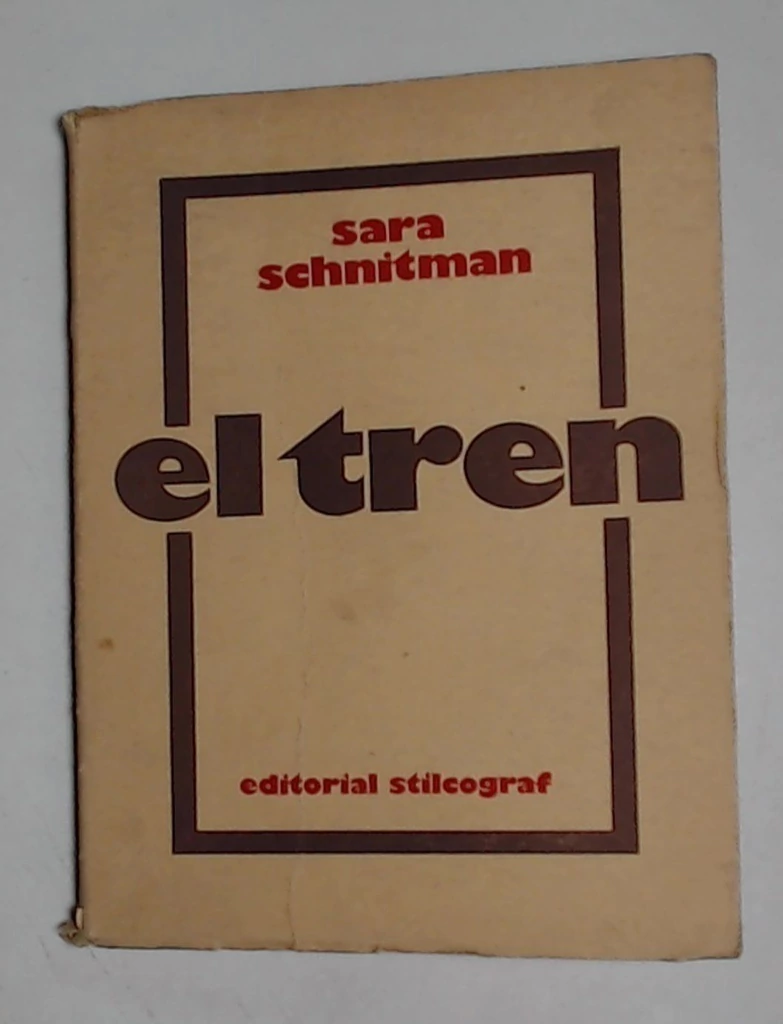 sara
schnitman
el tren
editorial stilcograf